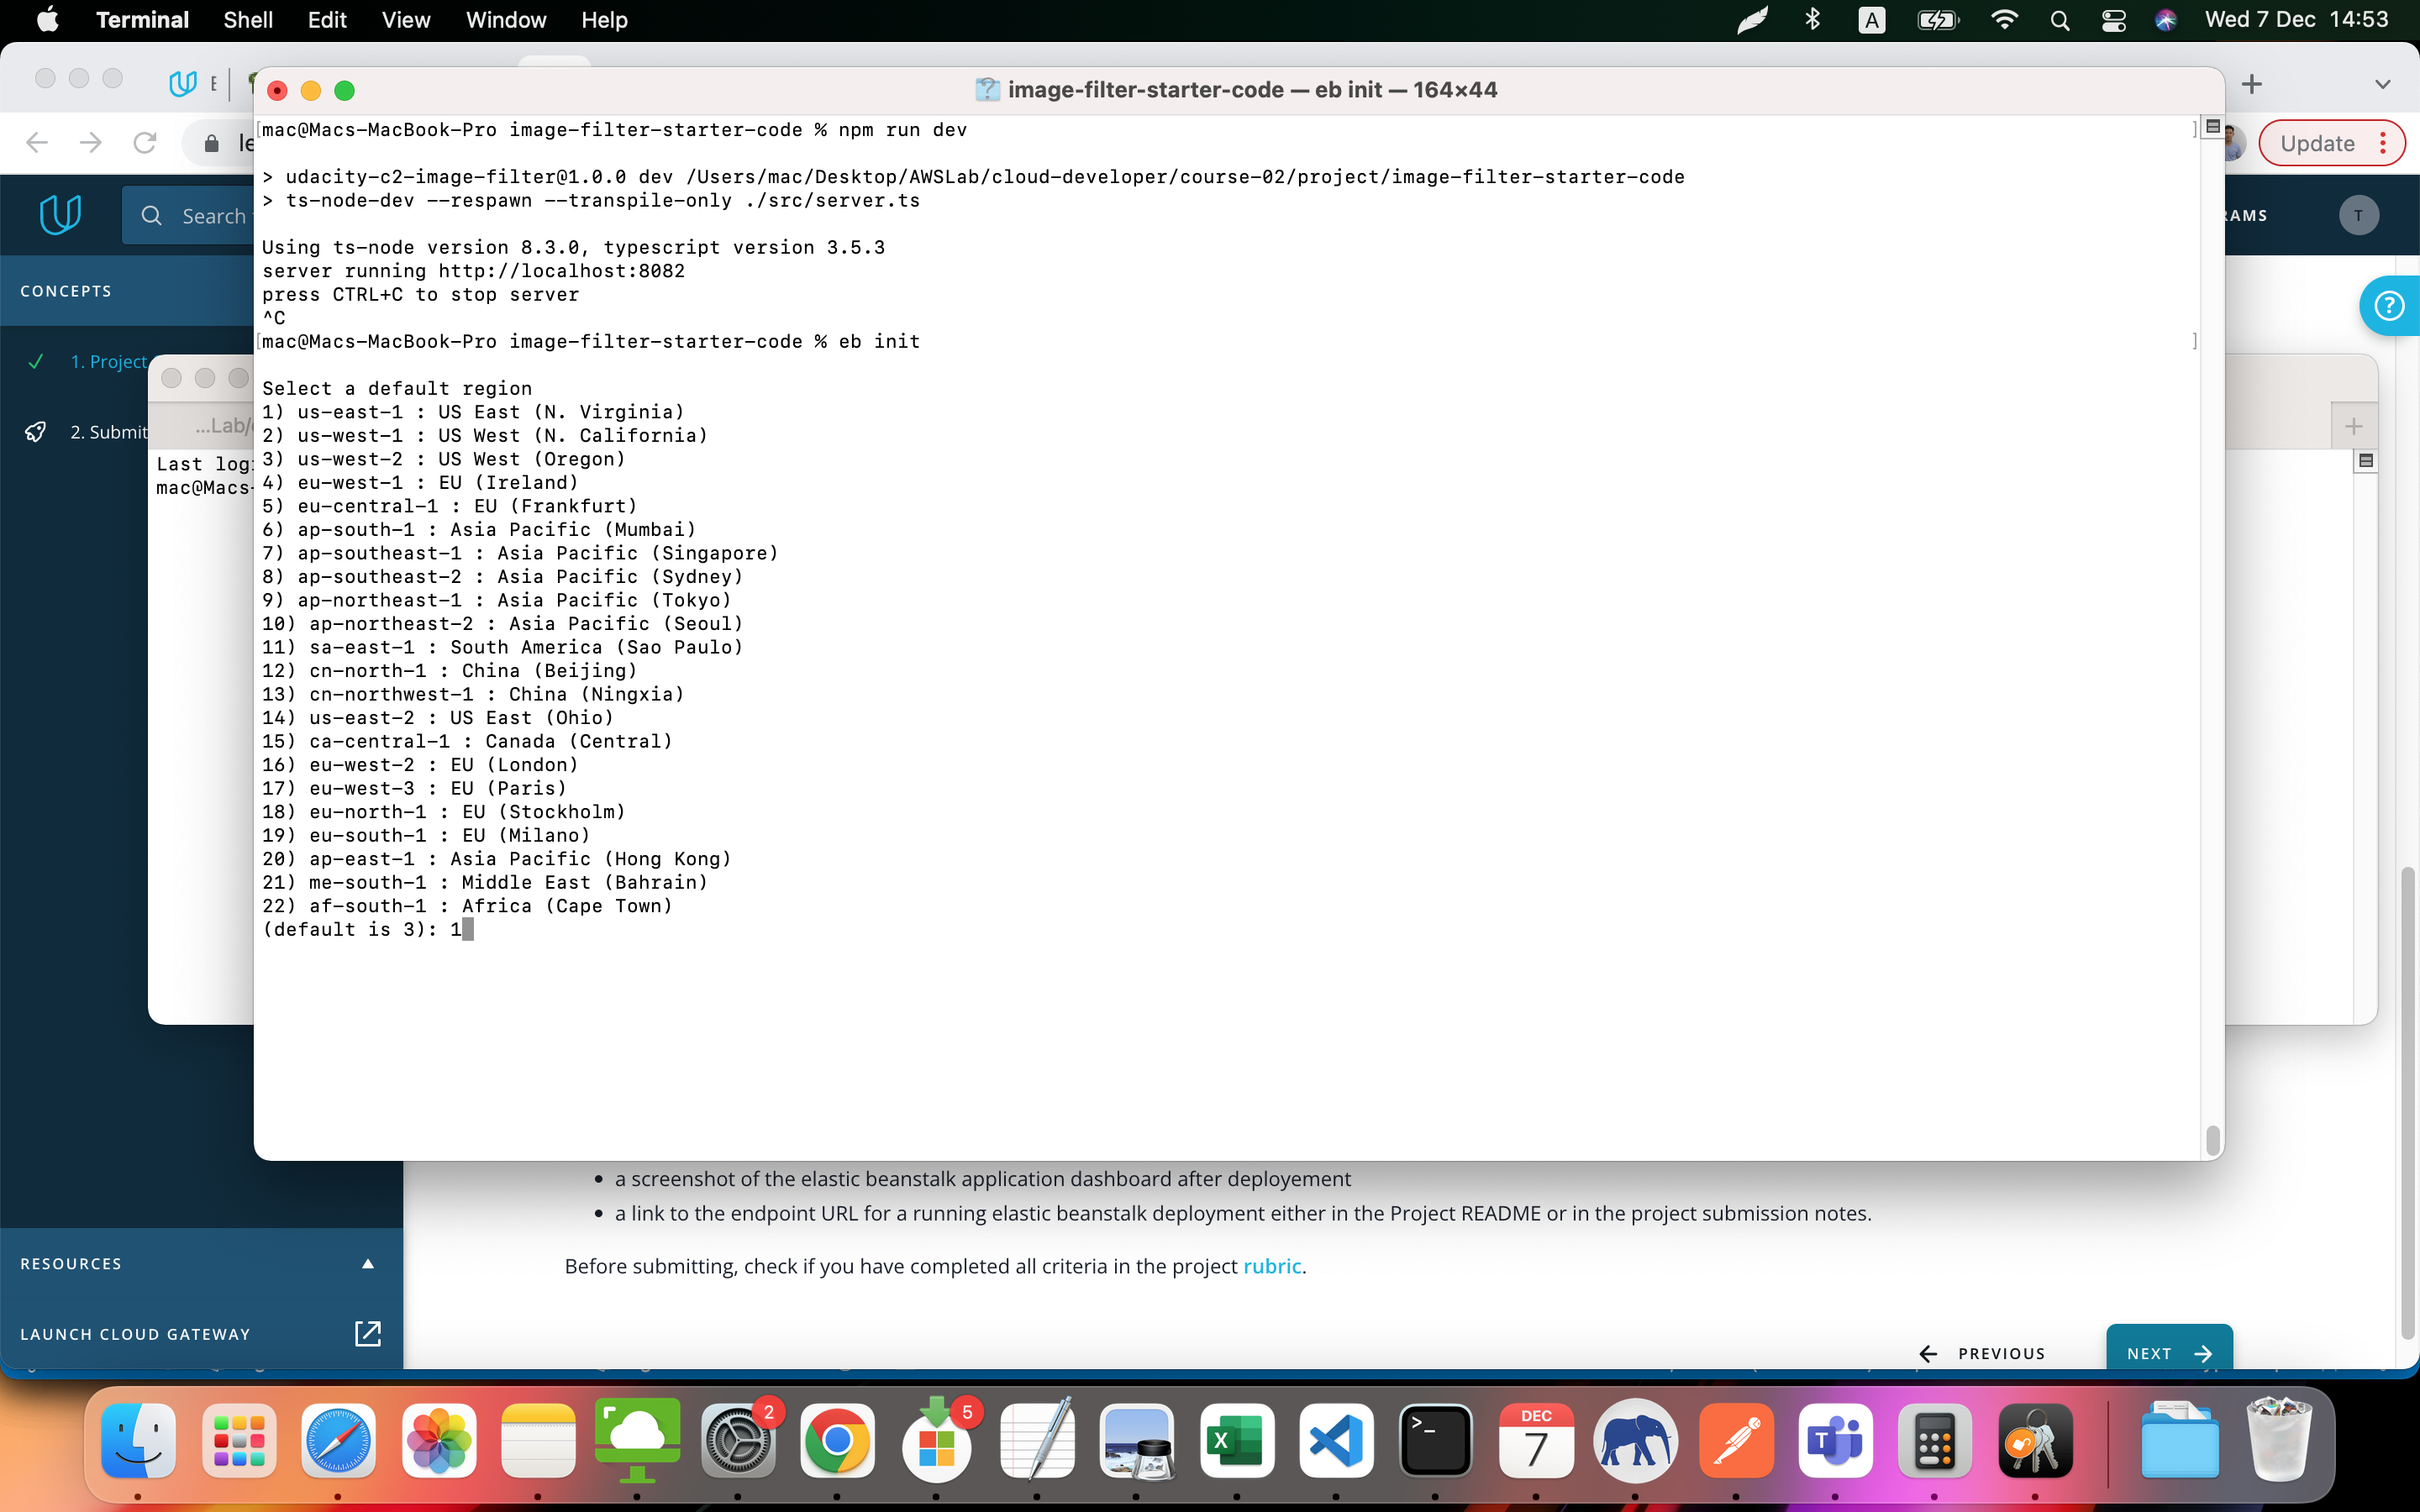 Terminal Shell Edit View Window Help
A
Wed 7 Dec 14:53
E
image-filter-starter-code — eb init — 164×44
Update
Search
RAMS
T
CONCEPTS
1. Project
2. Submit
...Lab/
Last log
mac@Macs-
[mac@Macs-MacBook-Pro image-filter-starter-code % npm run dev ]
> udacity-c2-image-filter@1.0.0 dev /Users/mac/Desktop/AWSLab/cloud-developer/course-02/project/image-filter-starter-code
> ts-node-dev --respawn --transpile-only ./src/server.ts
Using ts-node version 8.3.0, typescript version 3.5.3
server running http://localhost:8082
press CTRL+C to stop server
^C
[mac@Macs-MacBook-Pro image-filter-starter-code % eb init ]
Select a default region
1) us-east-1 : US East (N. Virginia)
2) us-west-1 : US West (N. California)
3) us-west-2 : US West (Oregon)
4) eu-west-1 : EU (Ireland)
5) eu-central-1 : EU (Frankfurt)
6) ap-south-1 : Asia Pacific (Mumbai)
7) ap-southeast-1 : Asia Pacific (Singapore)
8) ap-southeast-2 : Asia Pacific (Sydney)
9) ap-northeast-1 : Asia Pacific (Tokyo)
10) ap-northeast-2 : Asia Pacific (Seoul)
11) sa-east-1 : South America (Sao Paulo)
12) cn-north-1 : China (Beijing)
13) cn-northwest-1 : China (Ningxia)
14) us-east-2 : US East (Ohio)
15) ca-central-1 : Canada (Central)
16) eu-west-2 : EU (London)
17) eu-west-3 : EU (Paris)
18) eu-north-1 : EU (Stockholm)
19) eu-south-1 : EU (Milano)
20) ap-east-1 : Asia Pacific (Hong Kong)
21) me-south-1 : Middle East (Bahrain)
22) af-south-1 : Africa (Cape Town)
(default is 3): 1
• a screenshot of the elastic beanstalk application dashboard after deployement
• a link to the endpoint URL for a running elastic beanstalk deployment either in the Project README or in the project submission notes.
Before submitting, check if you have completed all criteria in the project rubric.
RESOURCES
LAUNCH CLOUD GATEWAY
PREVIOUS
NEXT
2
5
X
>_
DEC
7
T